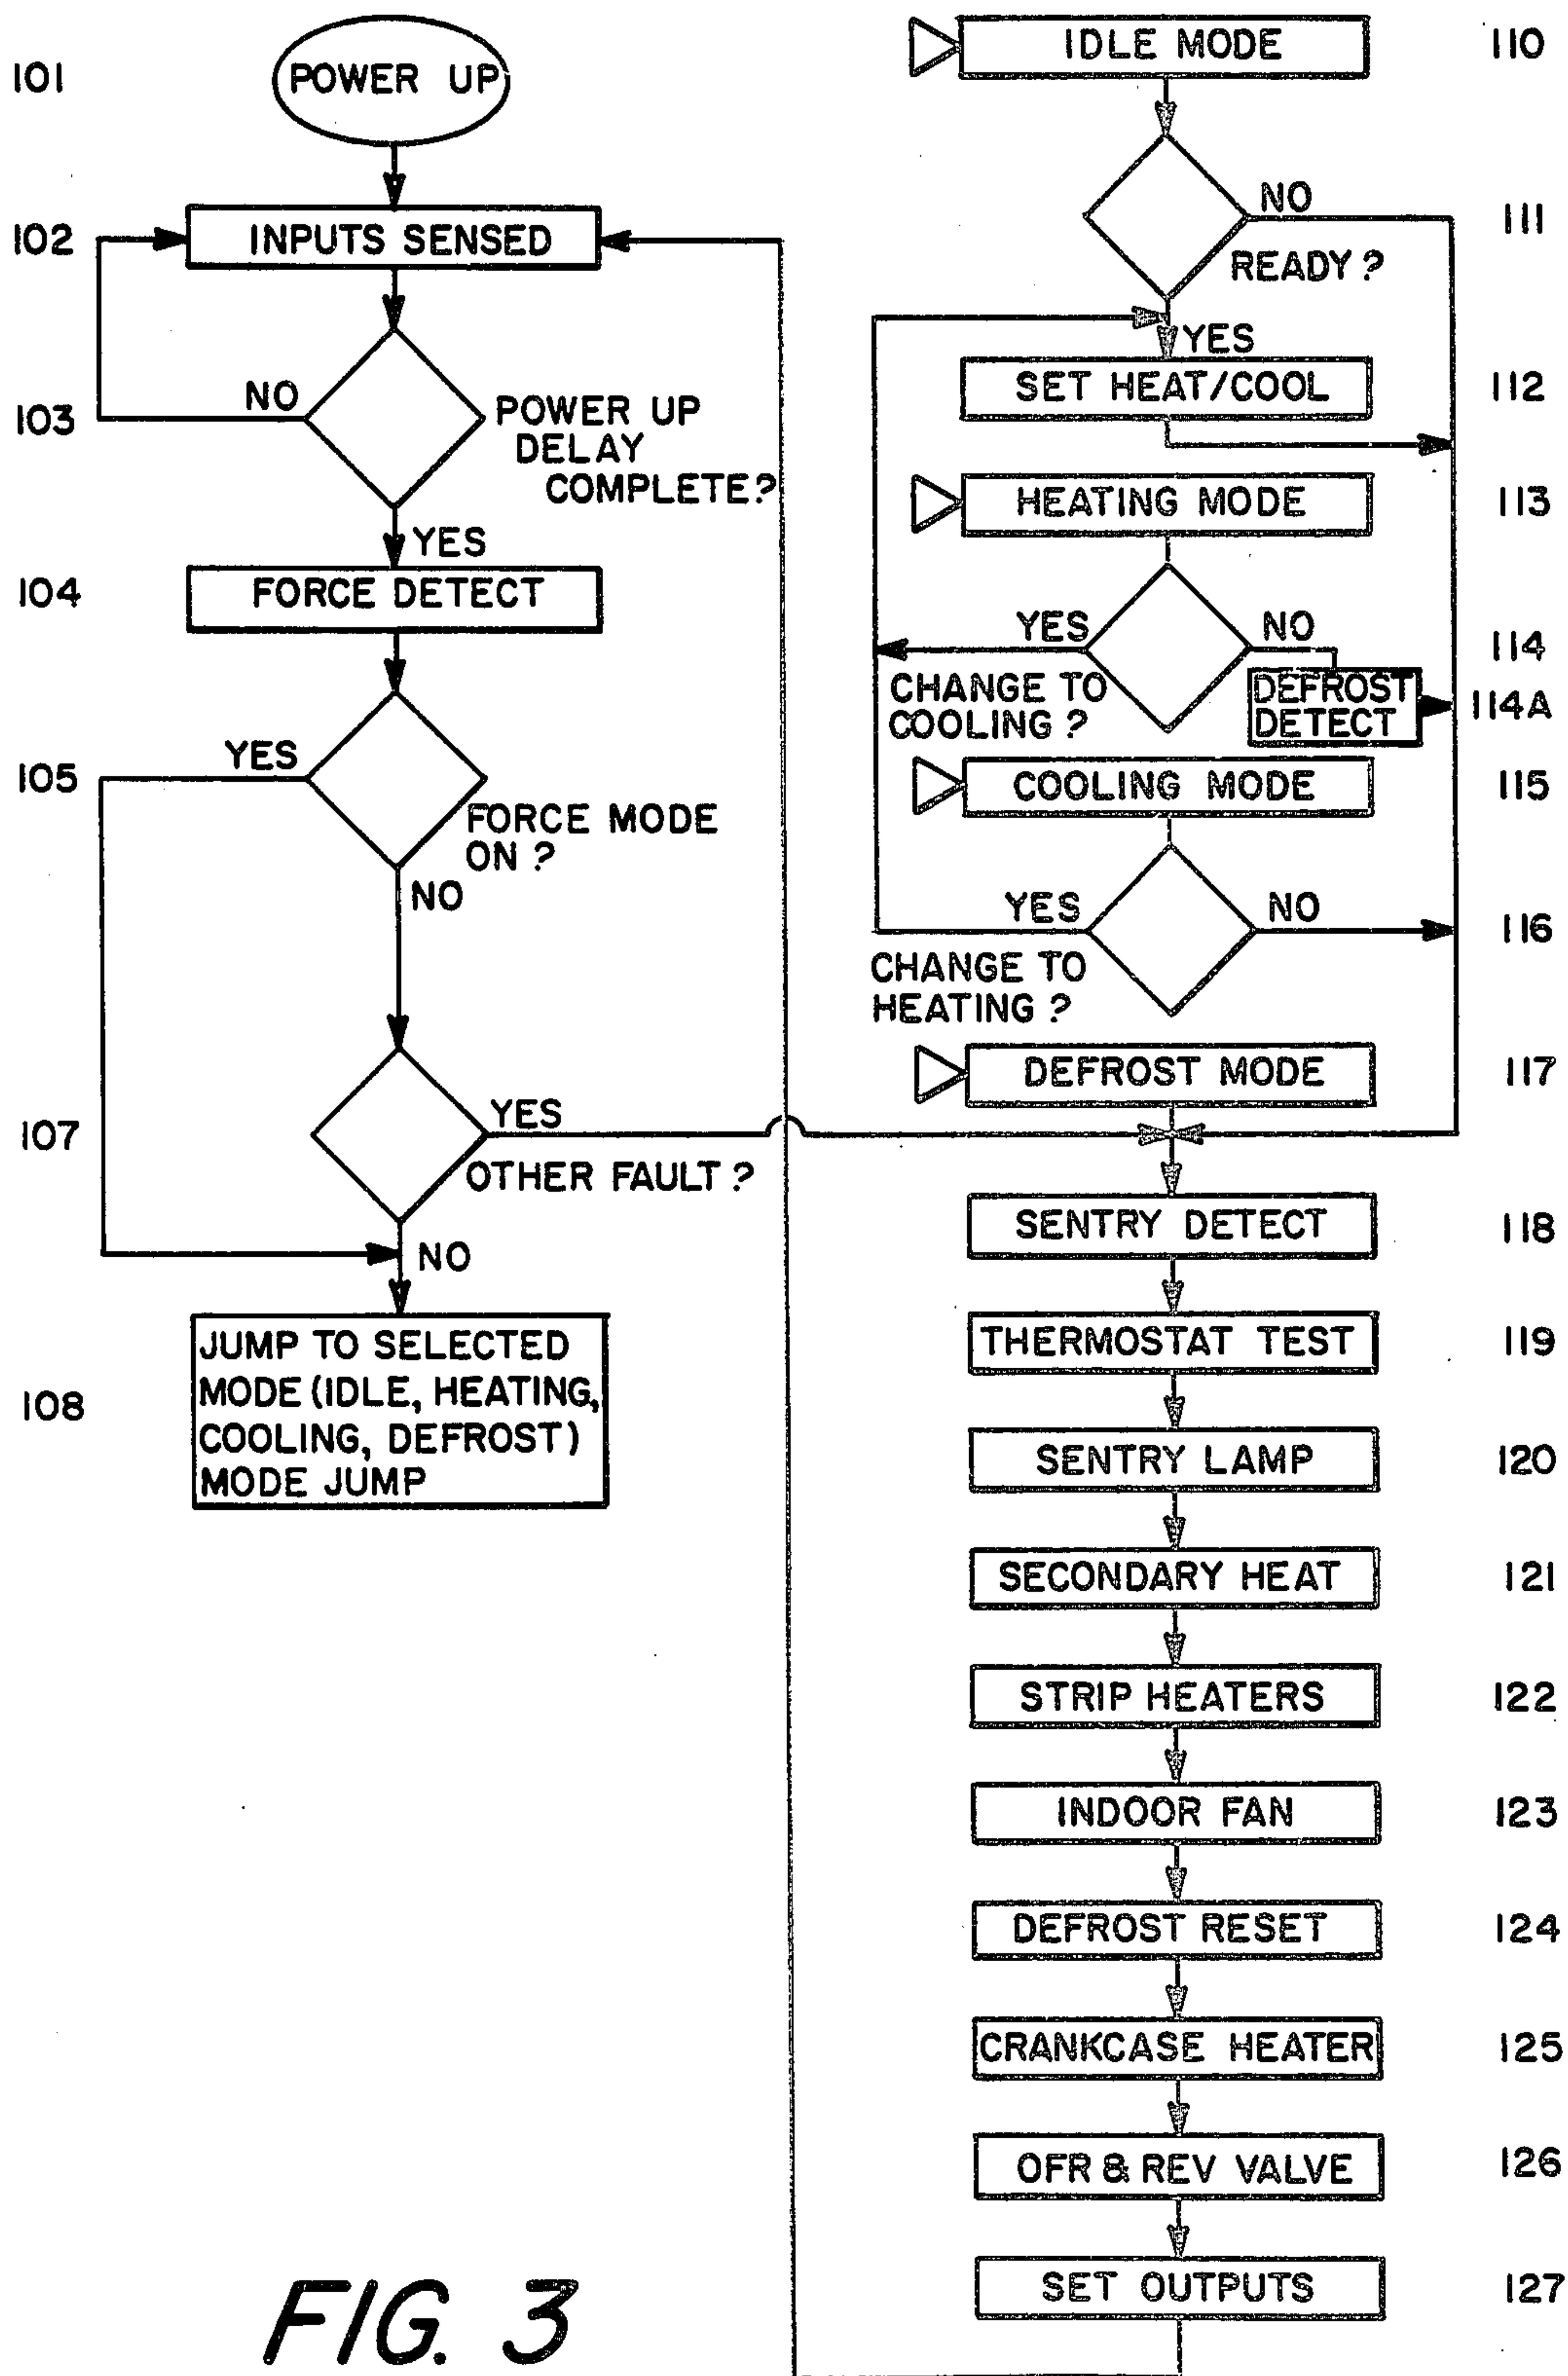 101
POWER UP
102
INPUTS SENSED
103
NO
POWER UP
DELAY
COMPLETE?
YES
104
FORCE DETECT
105
YES
FORCE MODE
ON ?
NO
107
YES
OTHER FAULT ?
NO
108
JUMP TO SELECTED
MODE (IDLE, HEATING,
COOLING, DEFROST)
MODE JUMP
IDLE MODE
110
NO
111
READY ?
YES
SET HEAT/COOL
112
HEATING MODE
113
YES
NO
114
CHANGE TO
COOLING ?
DEFROST
DETECT
114A
COOLING MODE
115
YES
NO
116
CHANGE TO
HEATING ?
DEFROST MODE
117
SENTRY DETECT
118
THERMOSTAT TEST
119
SENTRY LAMP
120
SECONDARY HEAT
121
STRIP HEATERS
122
INDOOR FAN
123
DEFROST RESET
124
CRANKCASE HEATER
125
OFR & REV VALVE
126
SET OUTPUTS
127
FIG. 3